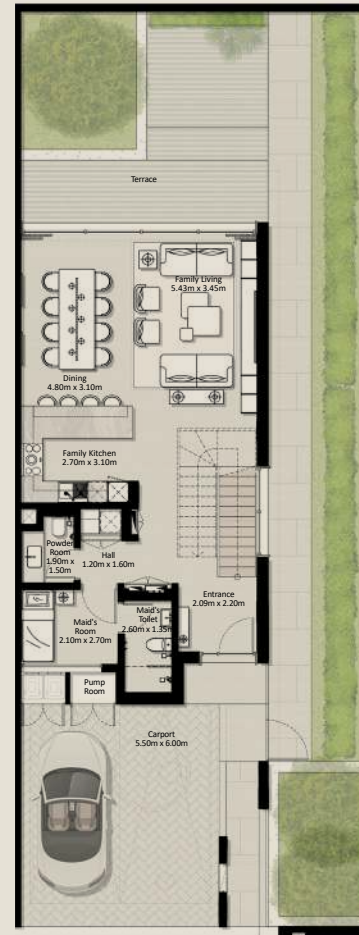 Terrace
Family Living
5.43m x 3.45m
Dining
4.80m x 3.10m
Family Kitchen
2.70m x 3.10m
Powder
Room
1.90m x
1.50m
Hall
1.20m x 1.60m
Entrance
2.09m x 2.20m
Maid's
Toilet
2.60m x 1.35m
Maid's
Room
2.10m x 2.70m
Pump
Room
Carport
5.50m x 6.00m